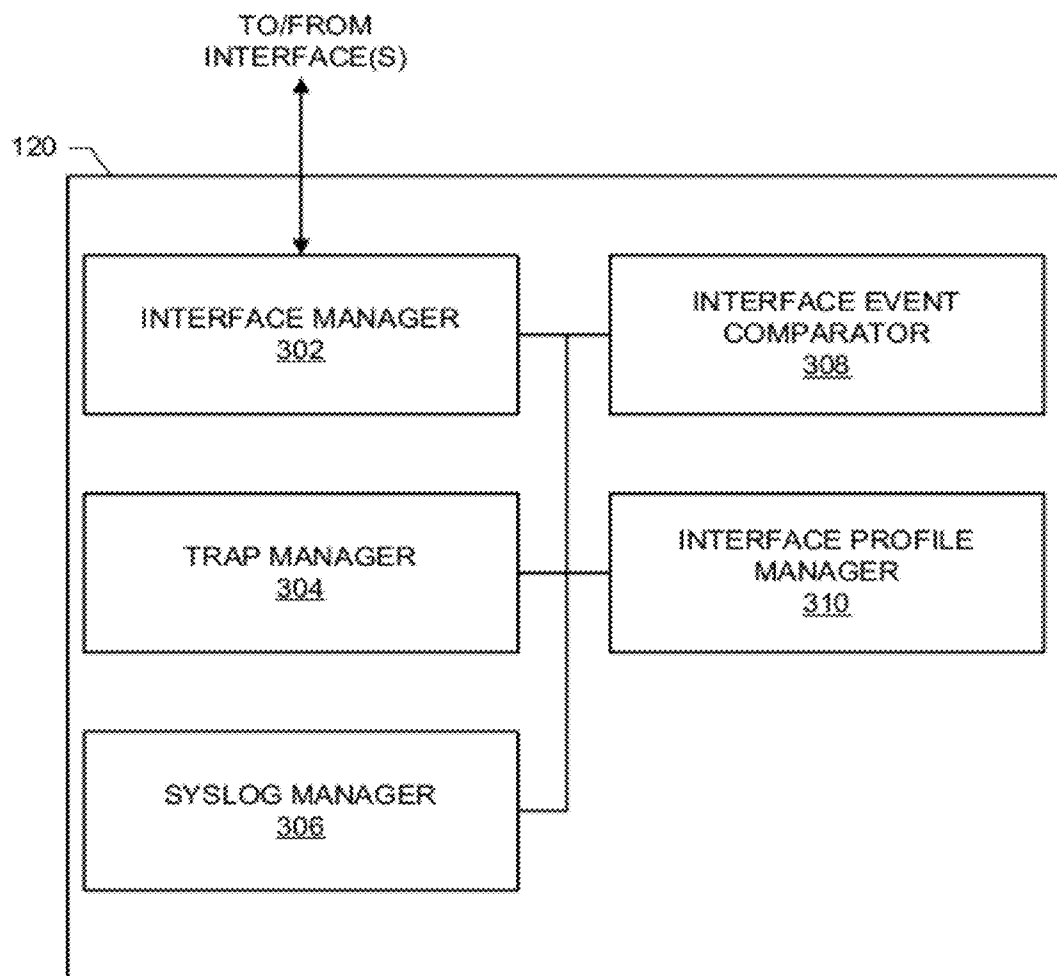 TO/FROM
INTERFACE(S)
120
INTERFACE MANAGER
302
INTERFACE EVENT
COMPARATOR
308
TRAP MANAGER
304
INTERFACE PROFILE
MANAGER
310
SYSLOG MANAGER
306